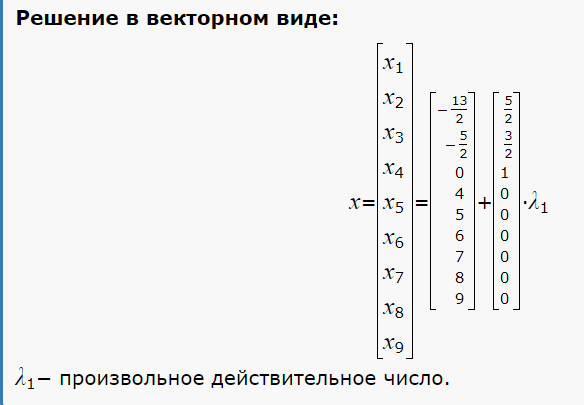 Решение в векторном виде:
x=[x₁ x₂ x₃ x₄ x₅ x₆ x₇ x₈ x₉]=[−13/2 −5/2 0 4 5 6 7 8 9]+[5/2 3/2 1 0 0 0 0 0 0]·λ₁
λ₁− произвольное действительное число.